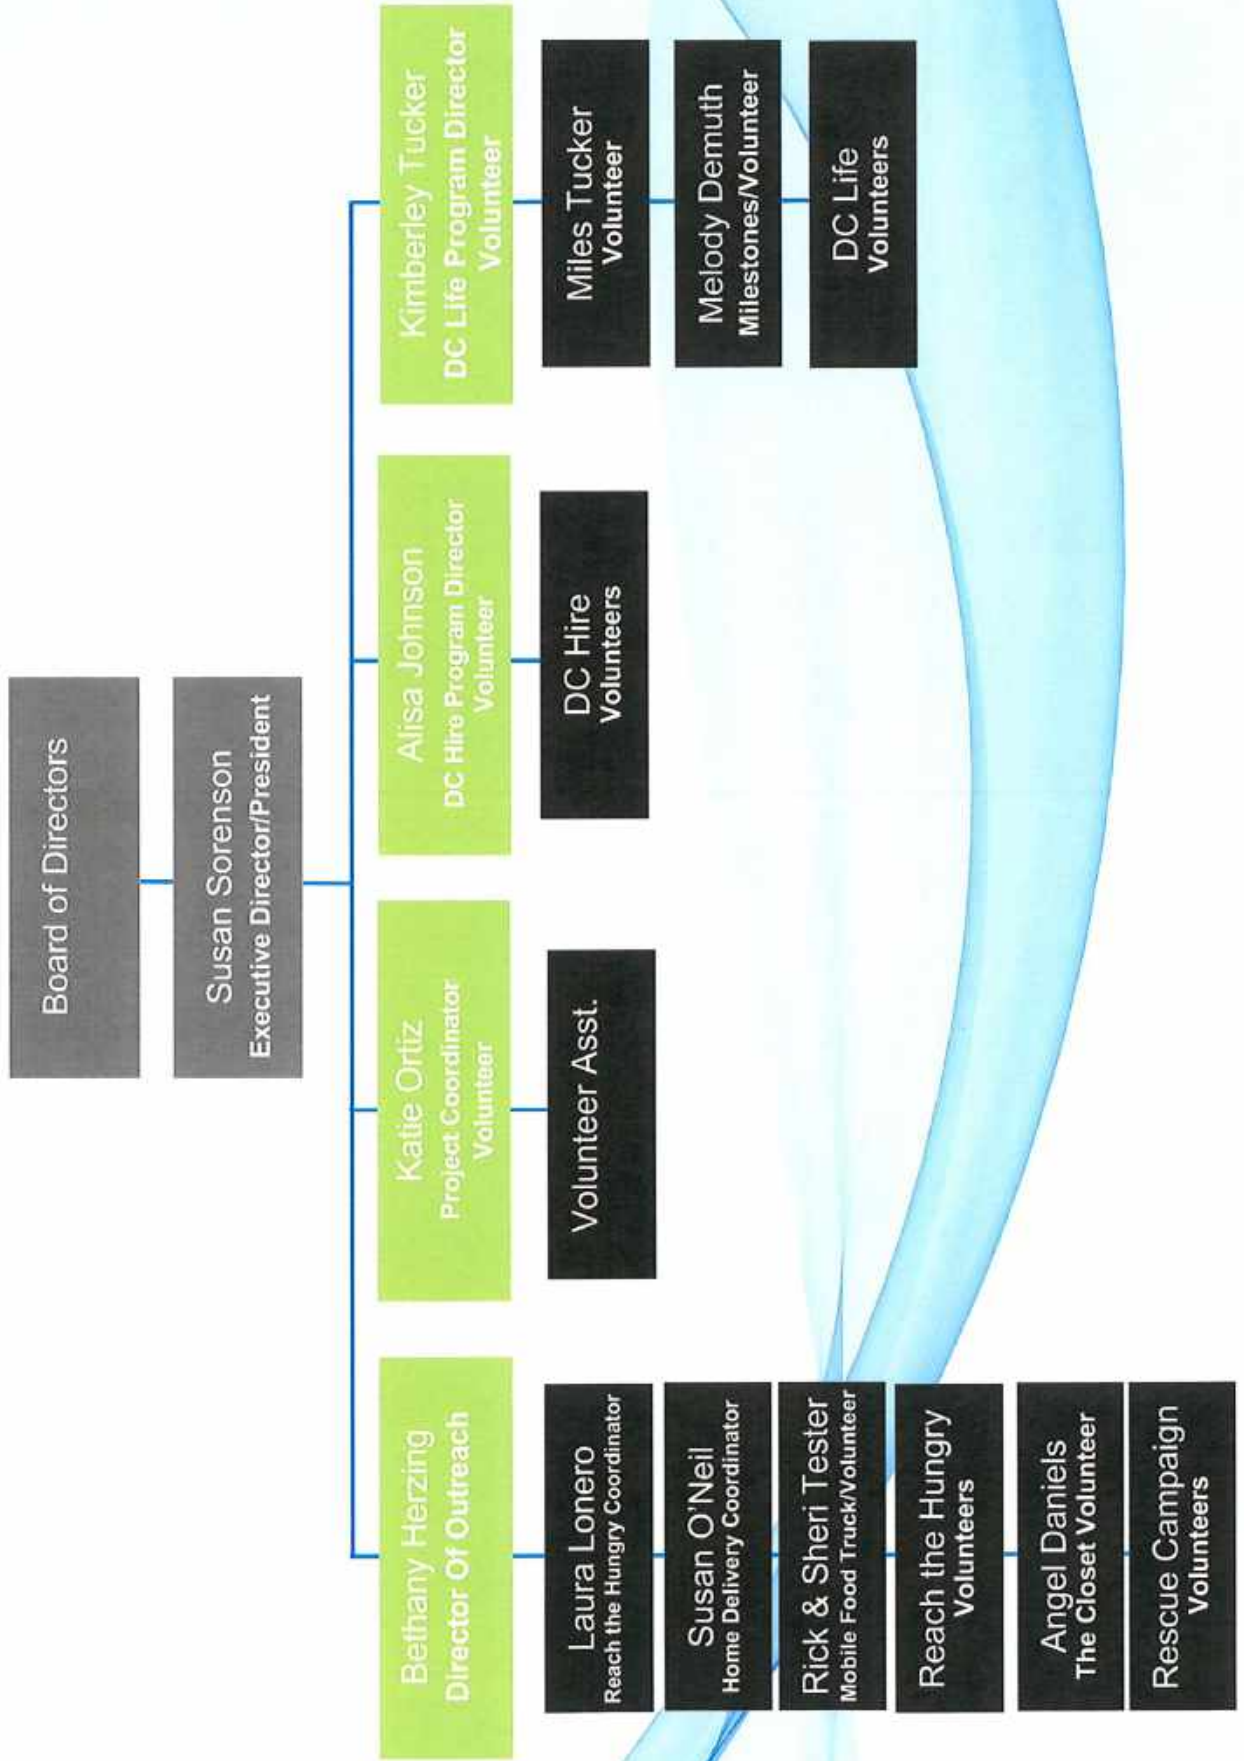 Board of Directors
Susan Sorenson
Executive Director/President
Bethany Herzing
Director Of Outreach
Laura Lonero
Reach the Hungry Coordinator
Susan O'Neil
Home Delivery Coordinator
Rick & Sheri Tester
Mobile Food Truck/Volunteer
Reach the Hungry
Volunteers
Angel Daniels
The Closet Volunteer
Rescue Campaign
Volunteers
Katie Ortiz
Project Coordinator
Volunteer
Volunteer Asst.
Alisa Johnson
DC Hire Program Director
Volunteer
DC Hire
Volunteers
Kimberley Tucker
DC Life Program Director
Volunteer
Miles Tucker
Volunteer
Melody Demuth
Milestones/Volunteer
DC Life
Volunteers